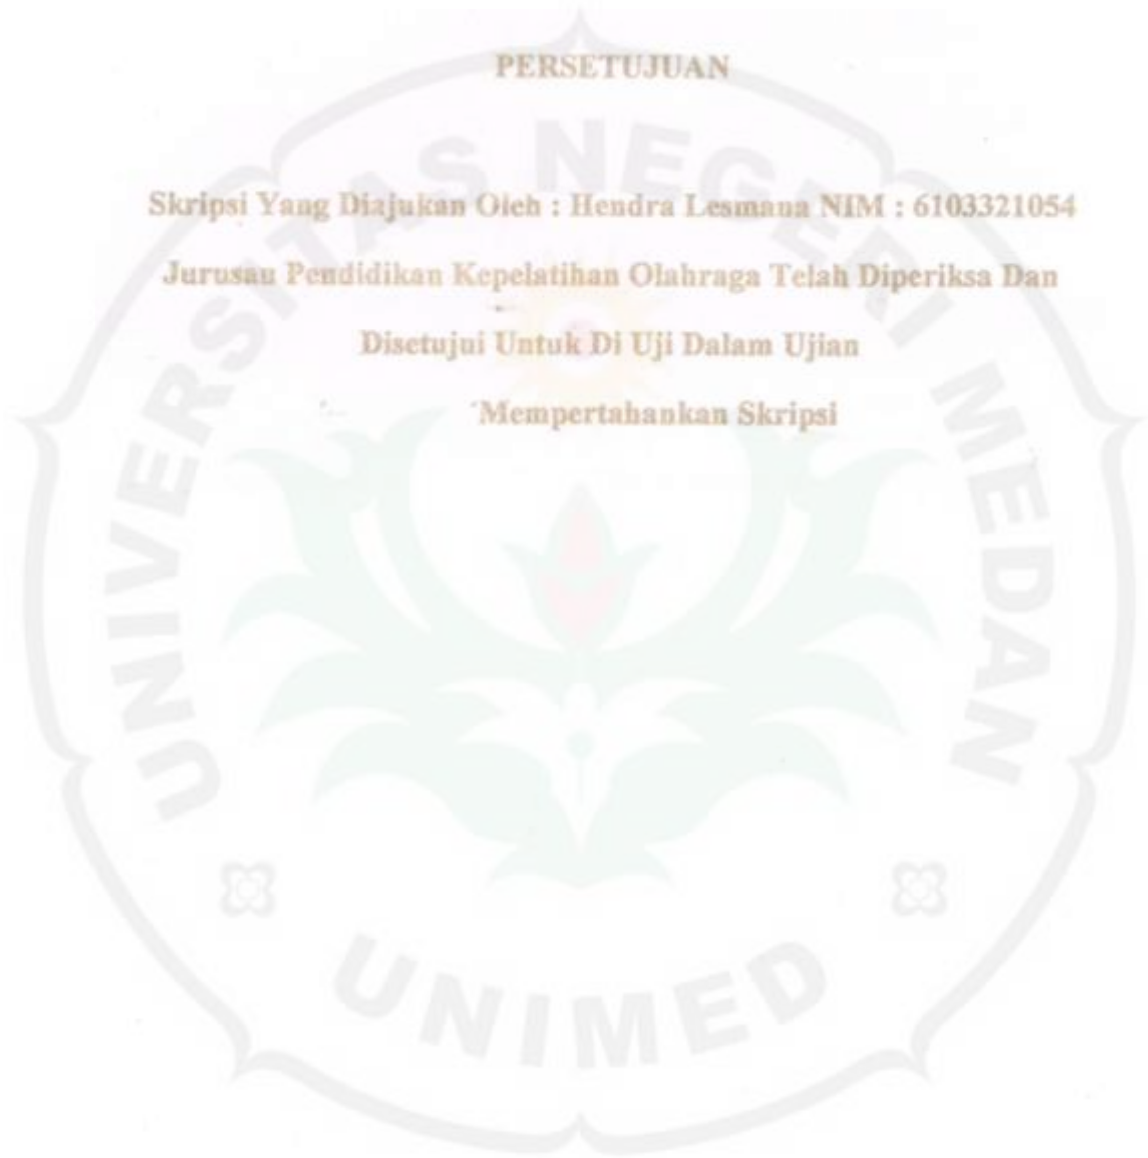 PERSETUJUAN
Skripsi Yang Diajukan Oleh : Hendra Lesmana NIM : 6103321054
Jurusan Pendidikan Kepelatihan Olahraga Telah Diperiksa Dan
Disetujui Untuk Di Uji Dalam Ujian
Mempertahankan Skripsi
UNIVERSITAS NEGERI MEDAN
UNIMED